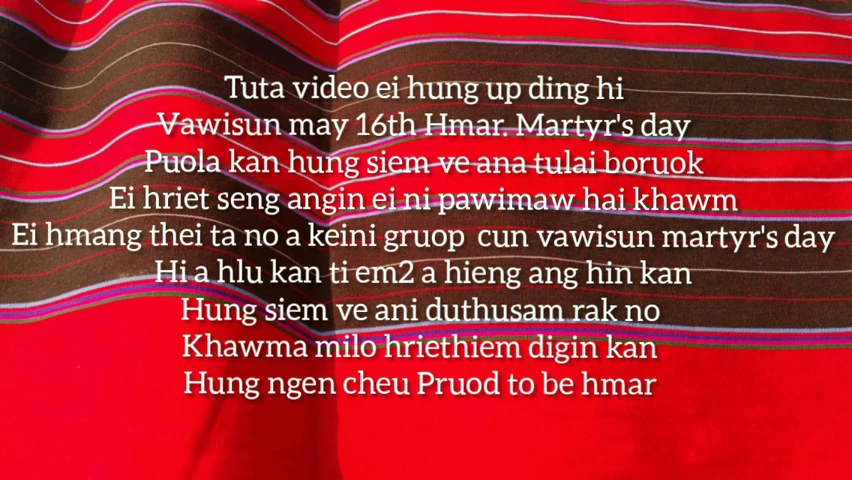 Tuta video ei hung up ding hi
Vawisun may 16th Hmar. Martyr's day
Puola kan hung siem ve ana tulai boruok
Ei hriet seng angin ei ni pawimaw hai khawm
Ei hmang thei ta no a keini gruop cun vawisun martyr's day
Hi a hlu kan ti em2 a hieng ang hin kan
Hung siem ve ani duthusam rak no
Khawma milo hriethiem digin kan
Hung ngen cheu Pruod to be hmar